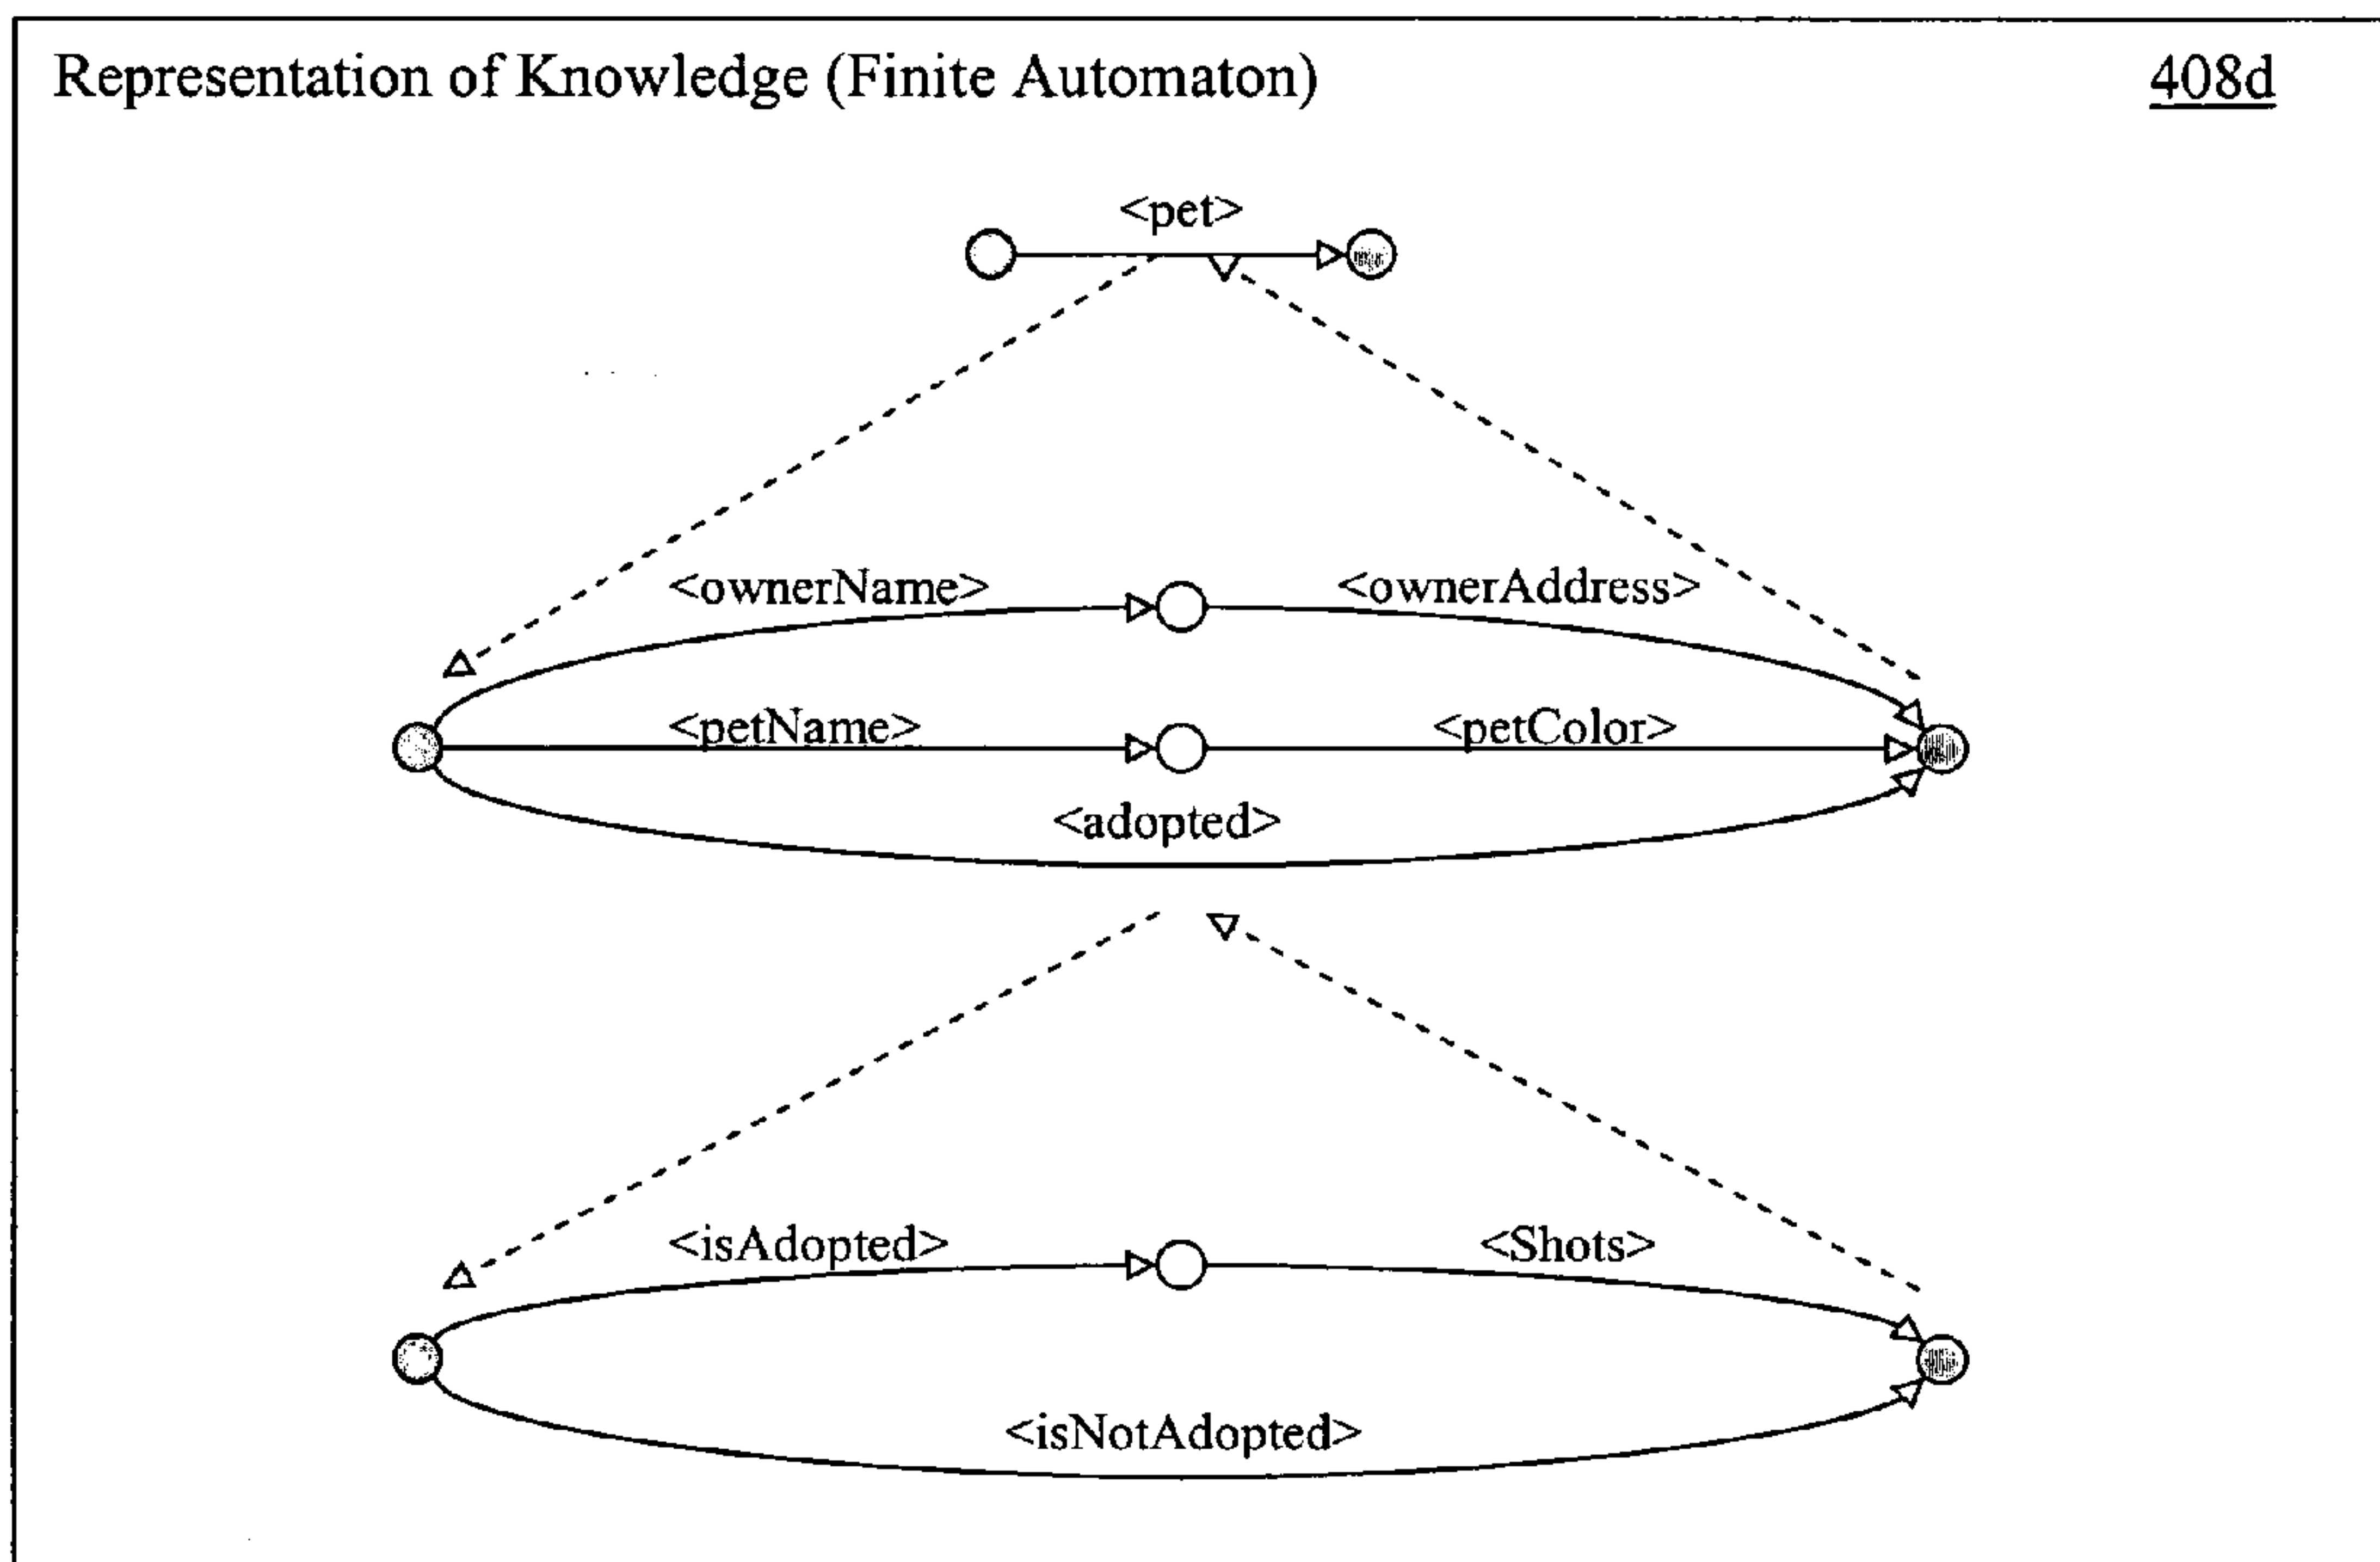 Representation of Knowledge (Finite Automaton) 408d
<pet>
<ownerName> <ownerAddress>
<petName> <petColor>
<adopted>
<isAdopted> <Shots>
<isNotAdopted>